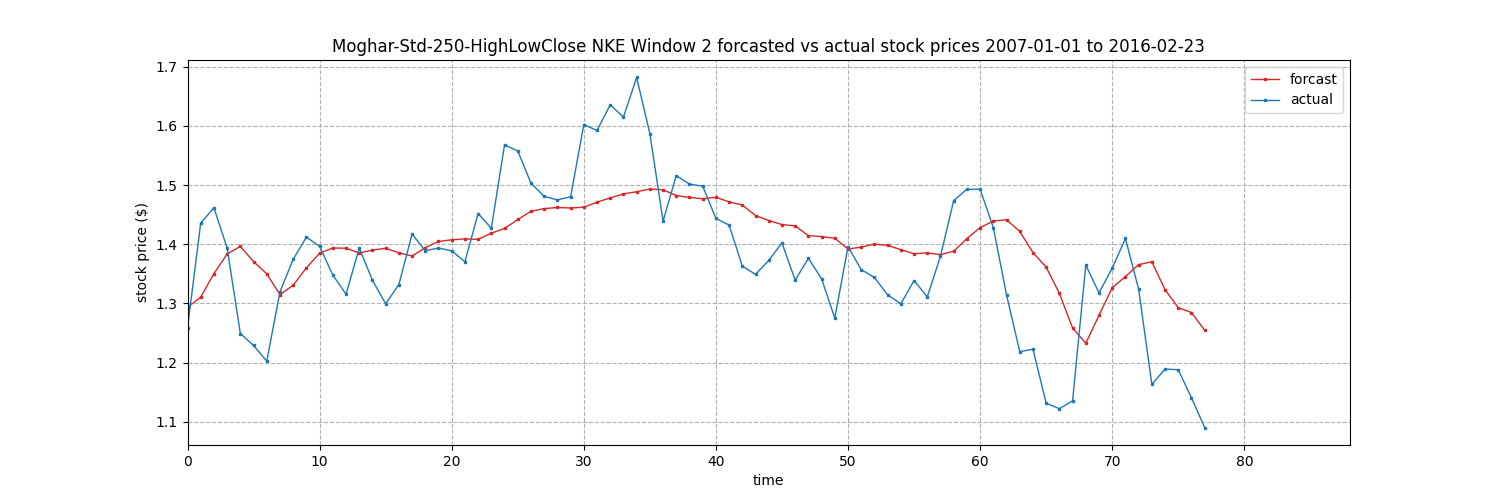 Moghar-Std-250-HighLowClose NKE Window 2 forcasted vs actual stock prices 2007-01-01 to 2016-02-23
forcast
actual
stock price ($)
1.7
1.6
1.5
1.4
1.3
1.2
1.1
0 10 20 30 40 50 60 70 80
time